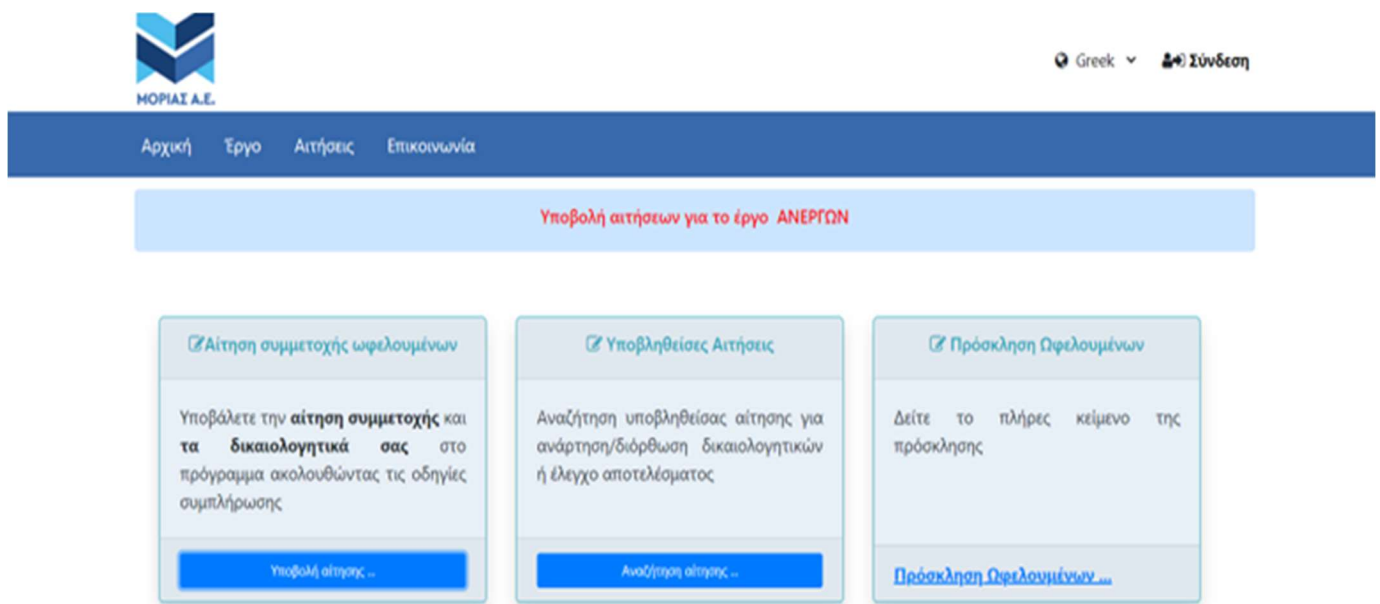 ΜΟΡΙΑΣ Α.Ε.
Greek Σύνδεση
Αρχική Έργο Αιτήσεις Επικοινωνία
Υποβολή αιτήσεων για το έργο ΑΝΕΡΓΩΝ
Αίτηση συμμετοχής ωφελουμένων
Υποβάλετε την αίτηση συμμετοχής και
τα δικαιολογητικά σας στο
πρόγραμμα ακολουθώντας τις οδηγίες
συμπλήρωσης
Υποβολή αίτησης ..
Υποβληθείσες Αιτήσεις
Αναζήτηση υποβληθείσας αίτησης για
ανάρτηση/διόρθωση δικαιολογητικών
ή έλεγχο αποτελέσματος
Αναζήτηση αίτησης ..
Πρόσκληση Ωφελουμένων
Δείτε το πλήρες κείμενο της
πρόσκλησης
Πρόσκληση Ωφελουμένων ...